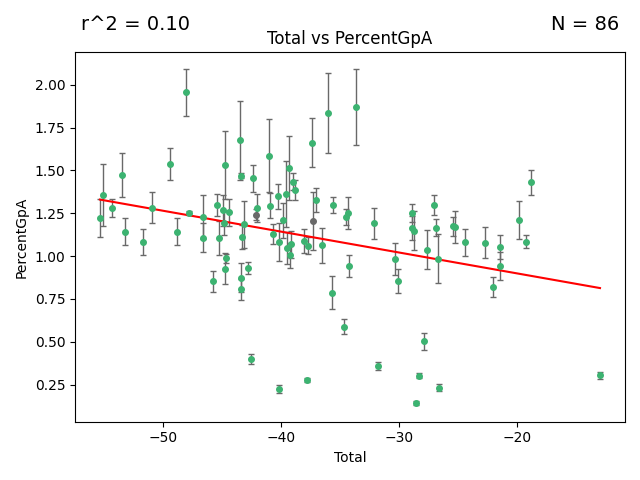 r^2 = 0.10
N = 86
Total vs PercentGpA
2.00
1.75
1.50
1.25
1.00
0.75
0.50
0.25
PercentGpA
−50
−40
−30
−20
Total